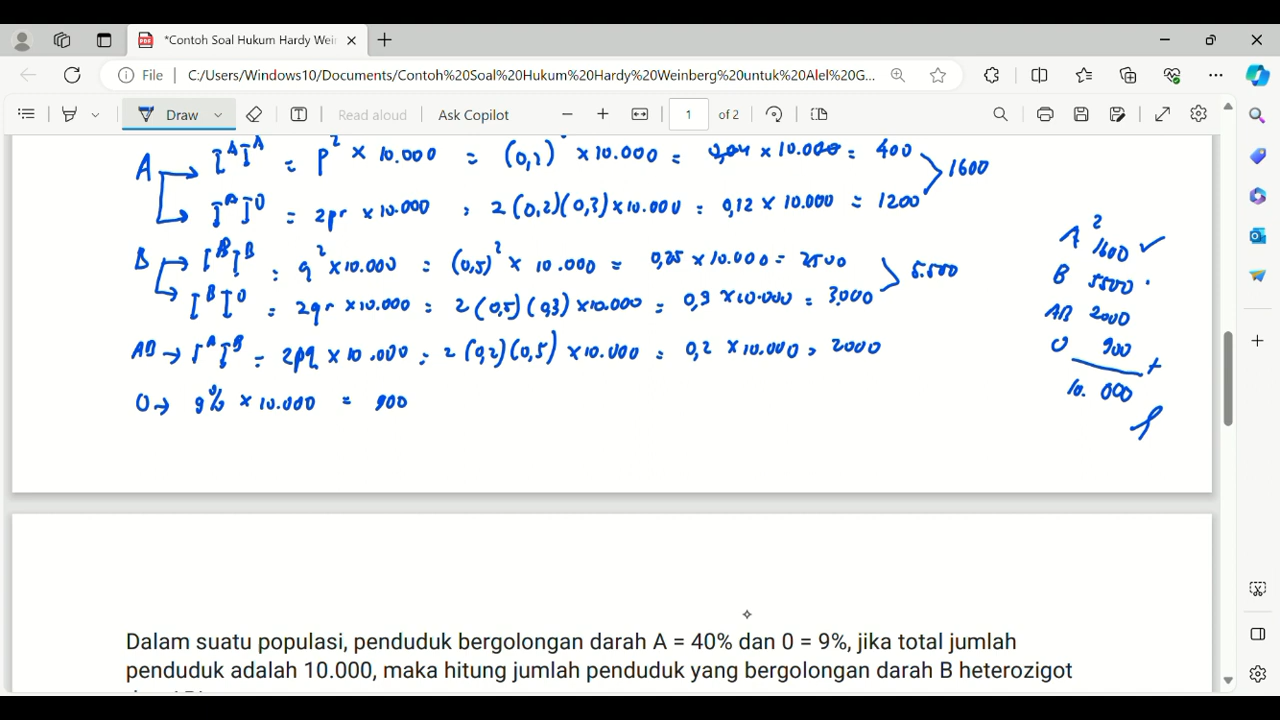 *Contoh Soal Hukum Hardy Wei
File
C:/Users/Windows10/Documents/Contoh%20Soal%20Hukum%20Hardy%20Weinberg%20untuk%20Alel%20G...
Draw
Read aloud
Ask Copilot
1 of 2
A → I^A I^A = p² × 10.000 = (0,2)² × 10.000 = 0,04 × 10.000 = 400
1600
→ I^A I^O = 2pr × 10.000 = 2(0,2)(0,3) × 10.000 = 0,12 × 10.000 = 1200
B → I^B I^B = q² × 10.000 = (0,5)² × 10.000 = 0,25 × 10.000 = 2500
5.500
→ I^B I^O = 2qr × 10.000 = 2(0,5)(0,3) × 10.000 = 0,3 × 10.000 = 3.000
AB → I^A I^B = 2pq × 10.000 = 2(0,2)(0,5) × 10.000 = 0,2 × 10.000 = 2000
O → 9% × 10.000 = 900
A 1600 ✓
B 5500
AB 2000
O 900 +
10.000
Dalam suatu populasi, penduduk bergolongan darah A = 40% dan 0 = 9%, jika total jumlah
penduduk adalah 10.000, maka hitung jumlah penduduk yang bergolongan darah B heterozigot